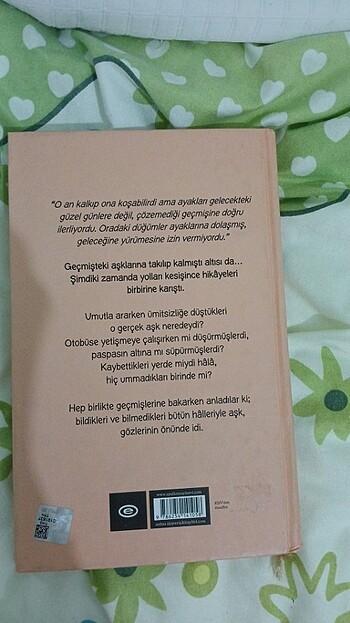 "O an kalkıp ona koşabilirdi ama ayakları gelecekteki
güzel günlere değil, çözemediği geçmişine doğru
ilerliyordu. Oradaki düğümler ayaklarına dolaşmış,
geleceğine yürümesine izin vermiyordu."
Geçmişteki aşklarına takılıp kalmıştı altısı da...
Şimdiki zamanda yolları kesişince hikâyeleri
birbirine karıştı.
Umutla ararken ümitsizliğe düştükleri
o gerçek aşk neredeydi?
Otobüse yetişmeye çalışırken mi düşürmüşlerdi,
paspasın altına mı süpürmüşlerdi?
Kaybettikleri yerde miydi hâlâ,
hiç ummadıkları birinde mi?
Hep birlikte geçmişlerine bakarken anladılar ki;
bildikleri ve bilmedikleri bütün hâlleriyle aşk,
gözlerinin önünde idi.
e